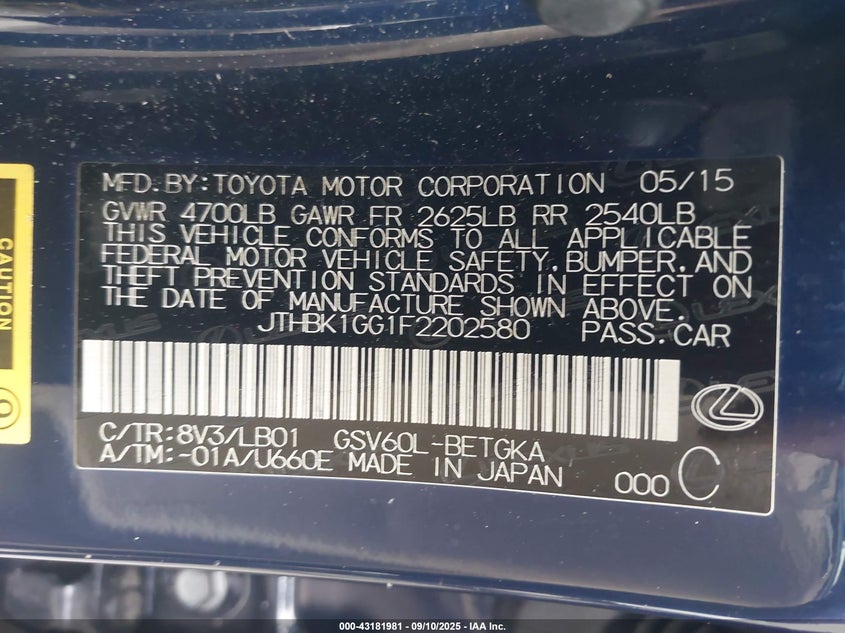 MFD.BY:TOYOTA MOTOR CORPORATION 05/15
GVWR 4700LB GAWR FR 2625LB RR 2540LB
THIS VEHICLE CONFORMS TO ALL APPLICABLE
FEDERAL MOTOR VEHICLE SAFETY,BUMPER,AND
THEFT PREVENTION STANDARDS IN EFFECT ON
THE DATE OF MANUFACTURE SHOWN ABOVE.
JTHBK1GG1F2202580 PASS.CAR
C/TR:8V3/LB01 GSV60L-BETGKA
A/TM:-01A/U660E MADE IN JAPAN 000 C
CAUTION
000-43181981 - 09/10/2025 - IAA Inc.